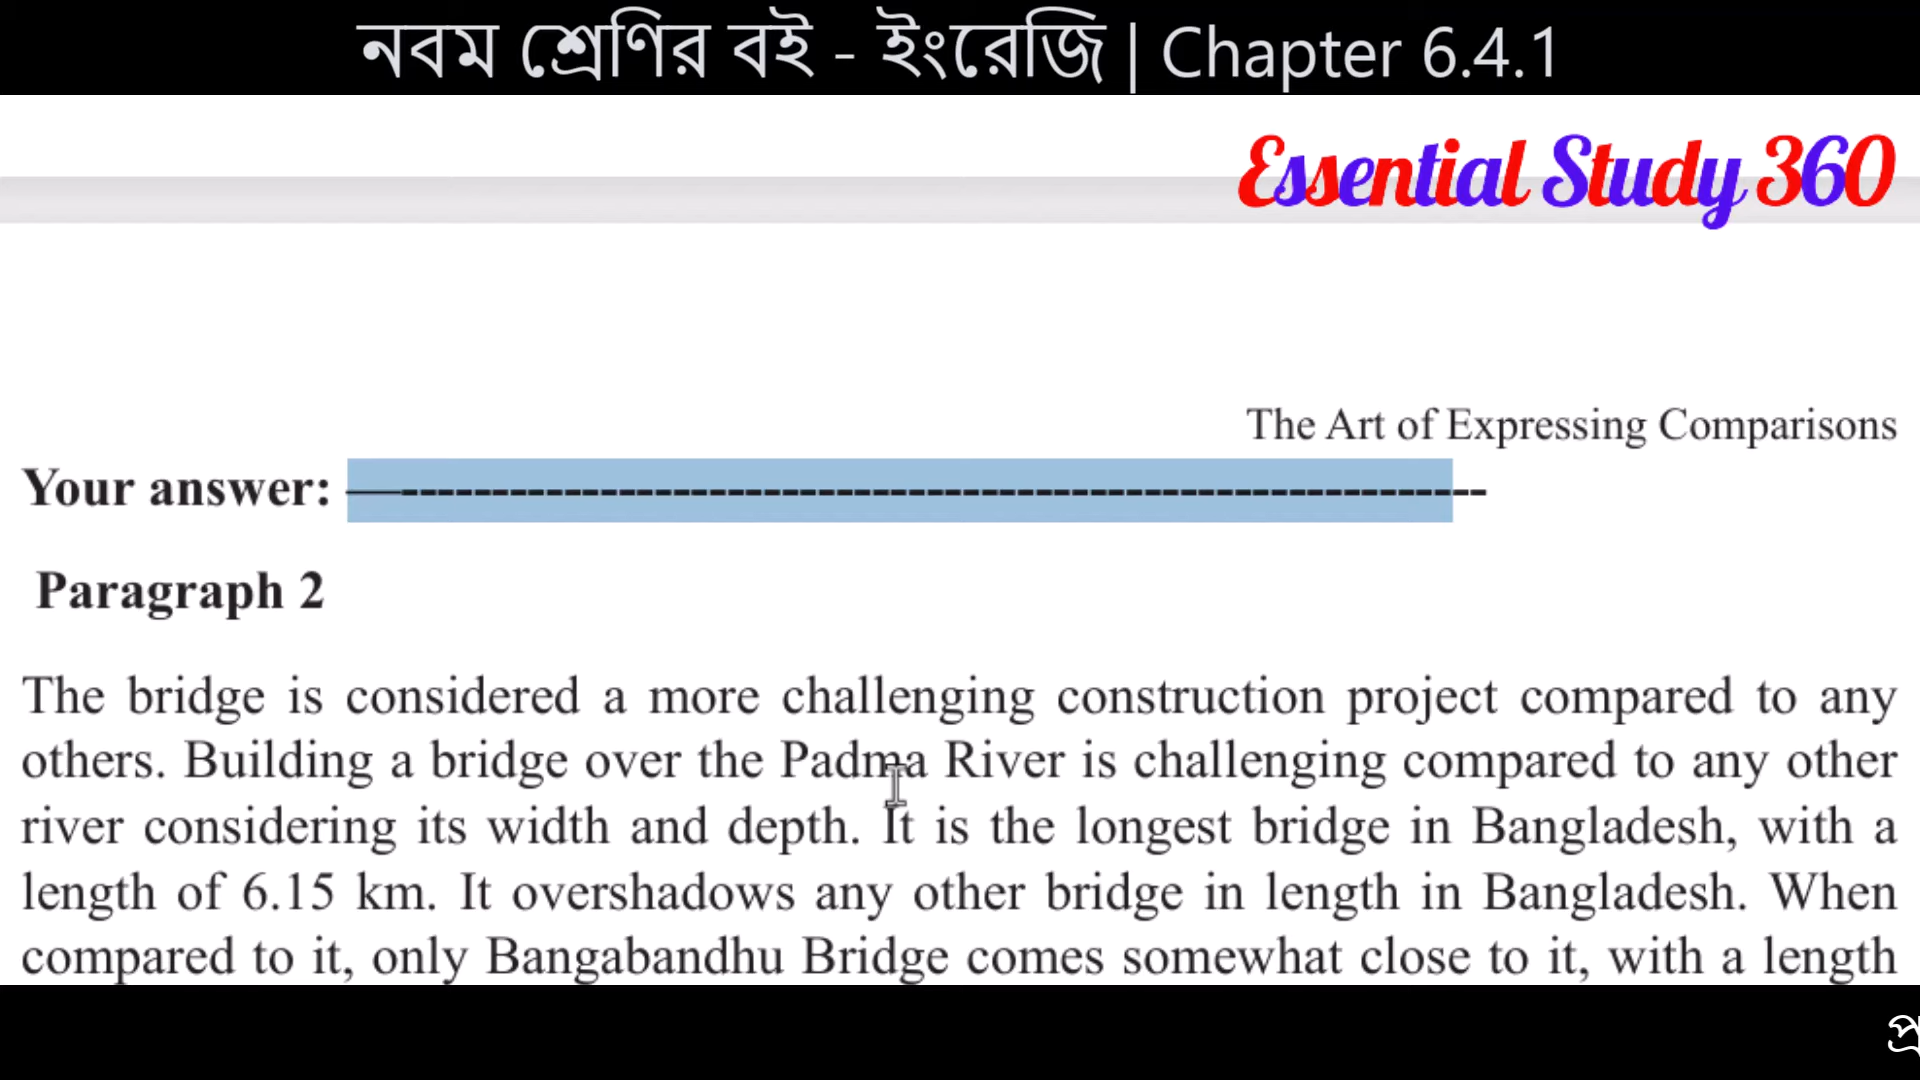 নবম শ্রেণির বই - ইংরেজি | Chapter 6.4.1
Essential Study 360
The Art of Expressing Comparisons
Your answer: —---------------------------------------------------------------
Paragraph 2
The bridge is considered a more challenging construction project compared to any
others. Building a bridge over the Padma River is challenging compared to any other
river considering its width and depth. It is the longest bridge in Bangladesh, with a
length of 6.15 km. It overshadows any other bridge in length in Bangladesh. When
compared to it, only Bangabandhu Bridge comes somewhat close to it, with a length